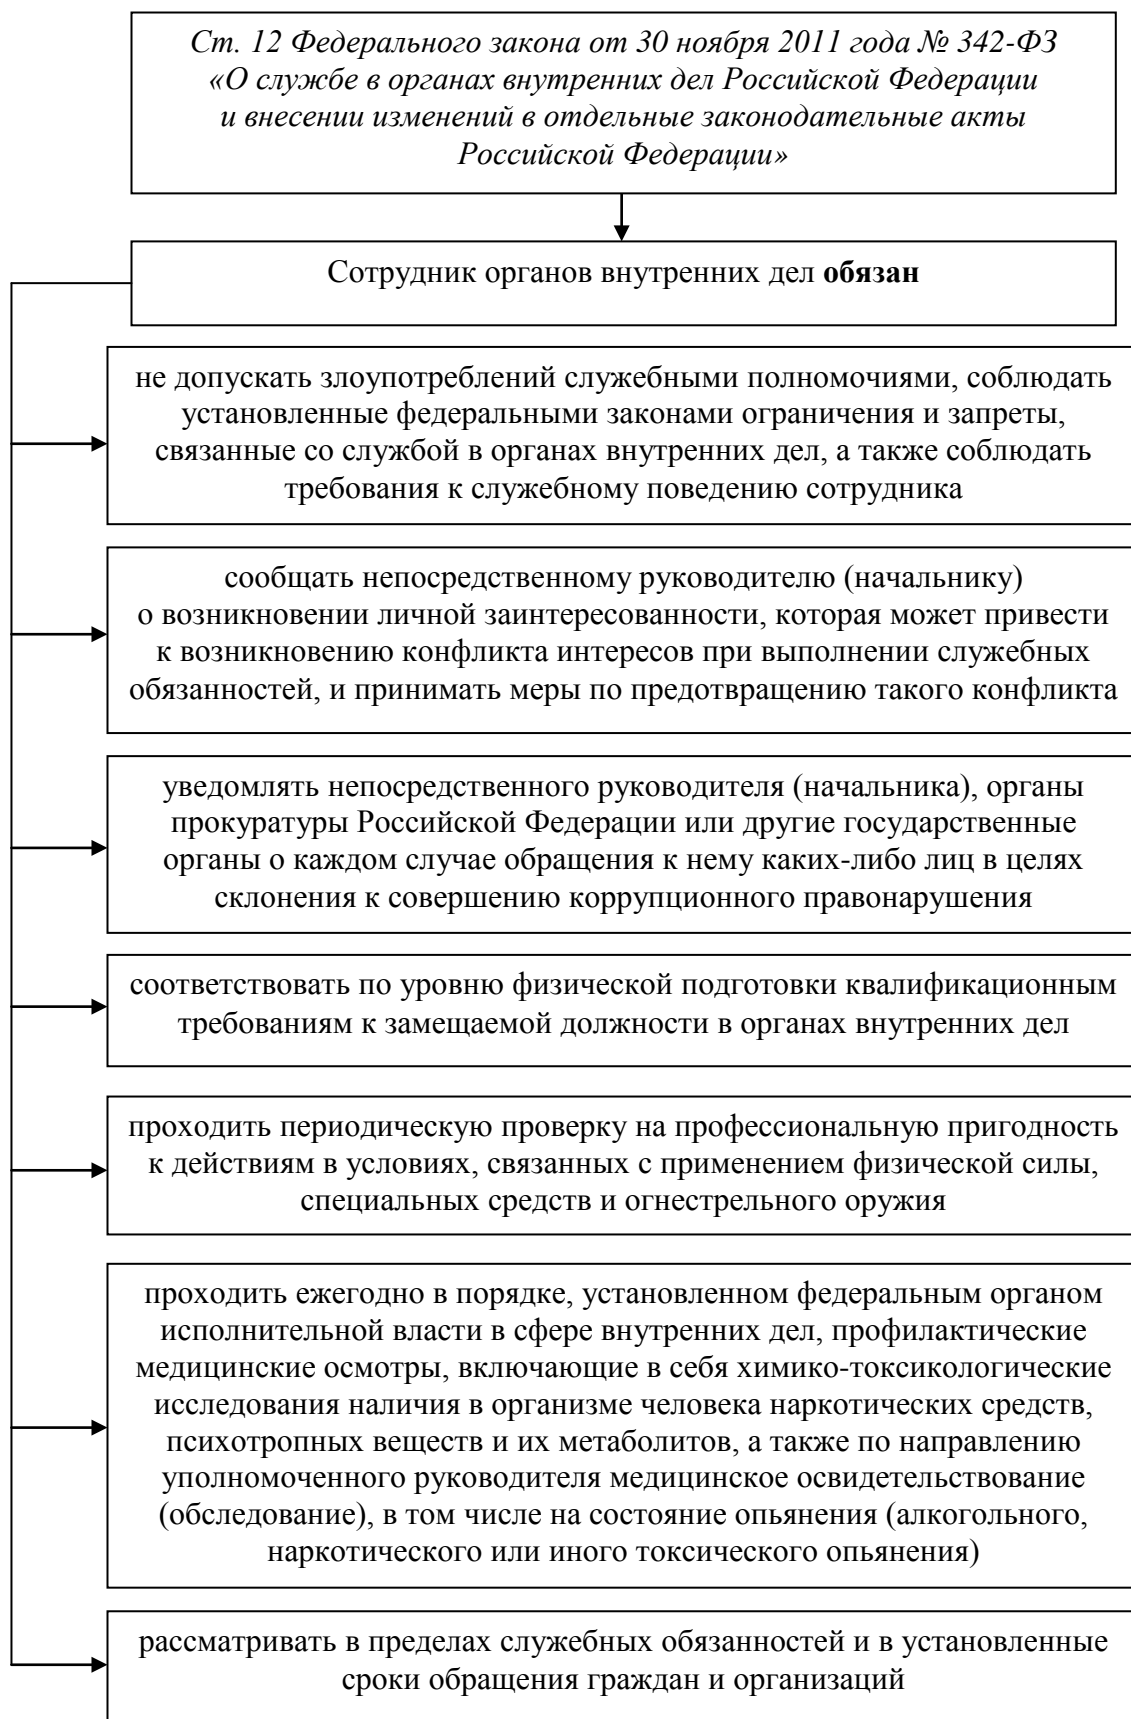 Ст. 12 Федерального закона от 30 ноября 2011 года № 342-ФЗ
«О службе в органах внутренних дел Российской Федерации
и внесении изменений в отдельные законодательные акты
Российской Федерации»
Сотрудник органов внутренних дел обязан
не допускать злоупотреблений служебными полномочиями, соблюдать
установленные федеральными законами ограничения и запреты,
связанные со службой в органах внутренних дел, а также соблюдать
требования к служебному поведению сотрудника
сообщать непосредственному руководителю (начальнику)
о возникновении личной заинтересованности, которая может привести
к возникновению конфликта интересов при выполнении служебных
обязанностей, и принимать меры по предотвращению такого конфликта
уведомлять непосредственного руководителя (начальника), органы
прокуратуры Российской Федерации или другие государственные
органы о каждом случае обращения к нему каких-либо лиц в целях
склонения к совершению коррупционного правонарушения
соответствовать по уровню физической подготовки квалификационным
требованиям к замещаемой должности в органах внутренних дел
проходить периодическую проверку на профессиональную пригодность
к действиям в условиях, связанных с применением физической силы,
специальных средств и огнестрельного оружия
проходить ежегодно в порядке, установленном федеральным органом
исполнительной власти в сфере внутренних дел, профилактические
медицинские осмотры, включающие в себя химико-токсикологические
исследования наличия в организме человека наркотических средств,
психотропных веществ и их метаболитов, а также по направлению
уполномоченного руководителя медицинское освидетельствование
(обследование), в том числе на состояние опьянения (алкогольного,
наркотического или иного токсического опьянения)
рассматривать в пределах служебных обязанностей и в установленные
сроки обращения граждан и организаций